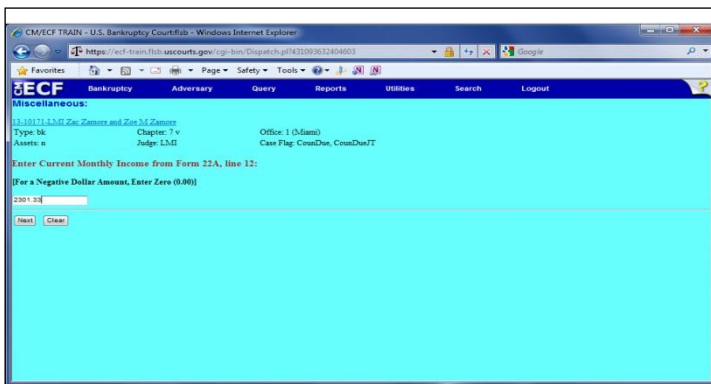 CM/ECF TRAIN - U.S. Bankruptcy Court:flsb - Windows Internet Explorer
https://ecf-train.flsb.uscourts.gov/cgi-bin/Dispatch.pl?431093632404603
Google
Favorites Page Safety Tools
ECF Bankruptcy Adversary Query Reports Utilities Search Logout ?
Miscellaneous:
13-10171-LMI Zac Zamore and Zoe M Zamore
Type: bk Chapter: 7 v Office: 1 (Miami)
Assets: n Judge: LMI Case Flag: CounDue, CounDueJT
Enter Current Monthly Income from Form 22A, line 12:
[For a Negative Dollar Amount, Enter Zero (0.00)]
2301.33
Next Clear